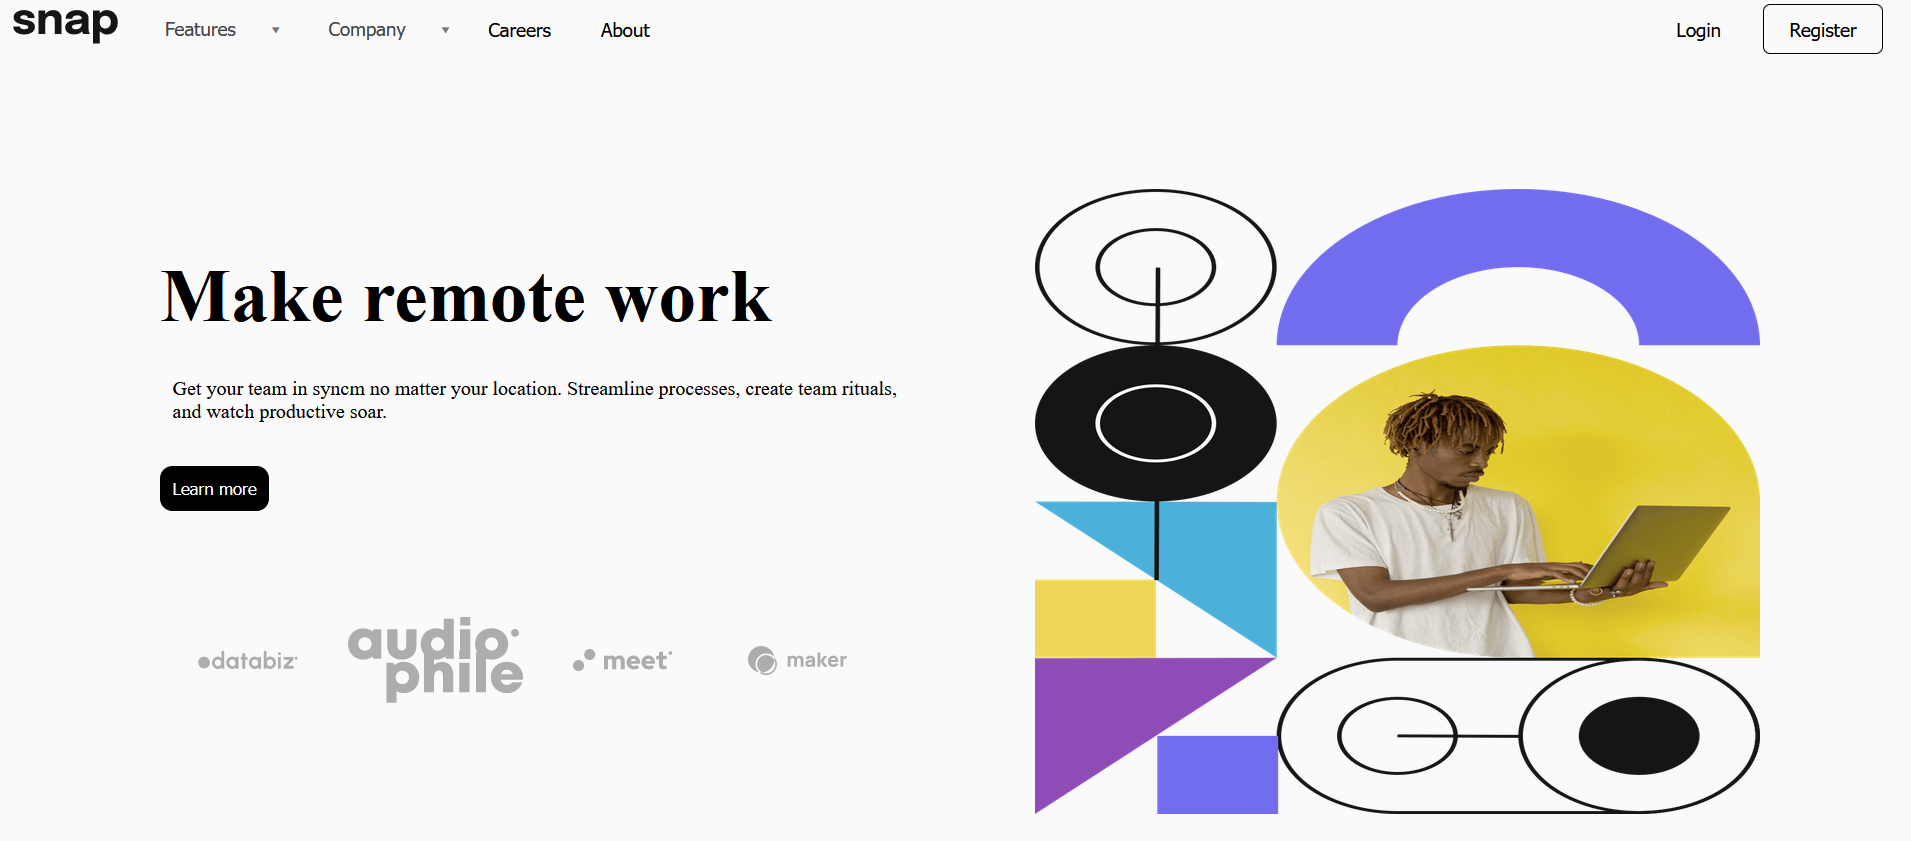 snap
Features ▾ Company ▾ Careers About Login Register
Make remote work
Get your team in syncm no matter your location. Streamline processes, create team rituals,
and watch productive soar.
Learn more
databiz audiophile meet maker